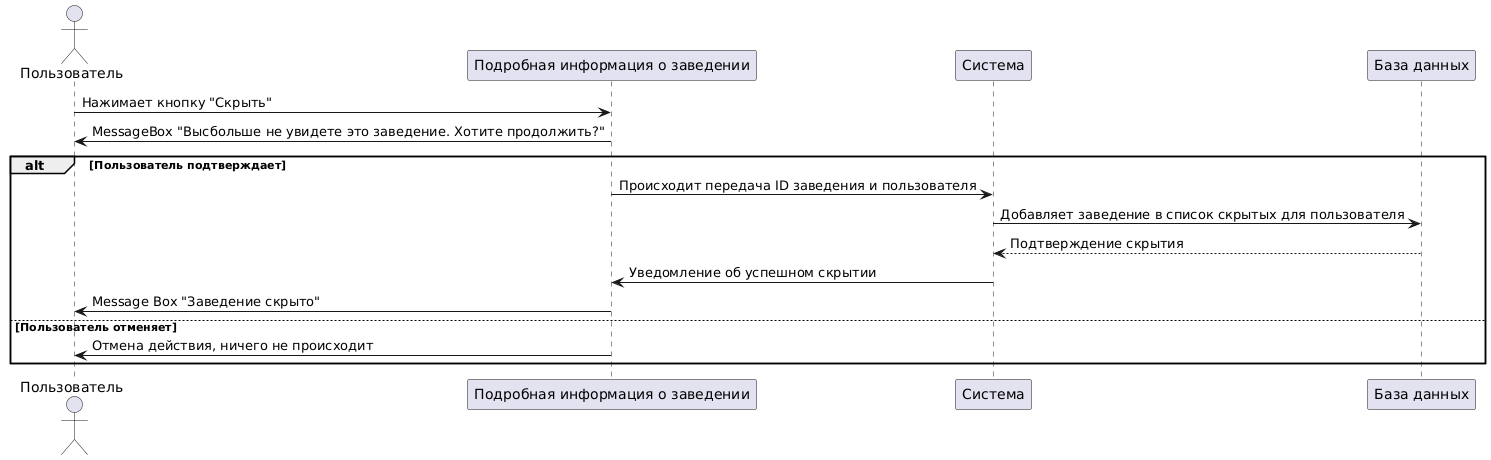 Пользователь
Подробная информация о заведении
Система
База данных
Нажимает кнопку "Скрыть"
MessageBox "Высбольше не увидете это заведение. Хотите продолжить?"
alt
[Пользователь подтверждает]
Происходит передача ID заведения и пользователя
Добавляет заведение в список скрытых для пользователя
Подтверждение скрытия
Уведомление об успешном скрытии
Message Box "Заведение скрыто"
[Пользователь отменяет]
Отмена действия, ничего не происходит
Пользователь
Подробная информация о заведении
Система
База данных